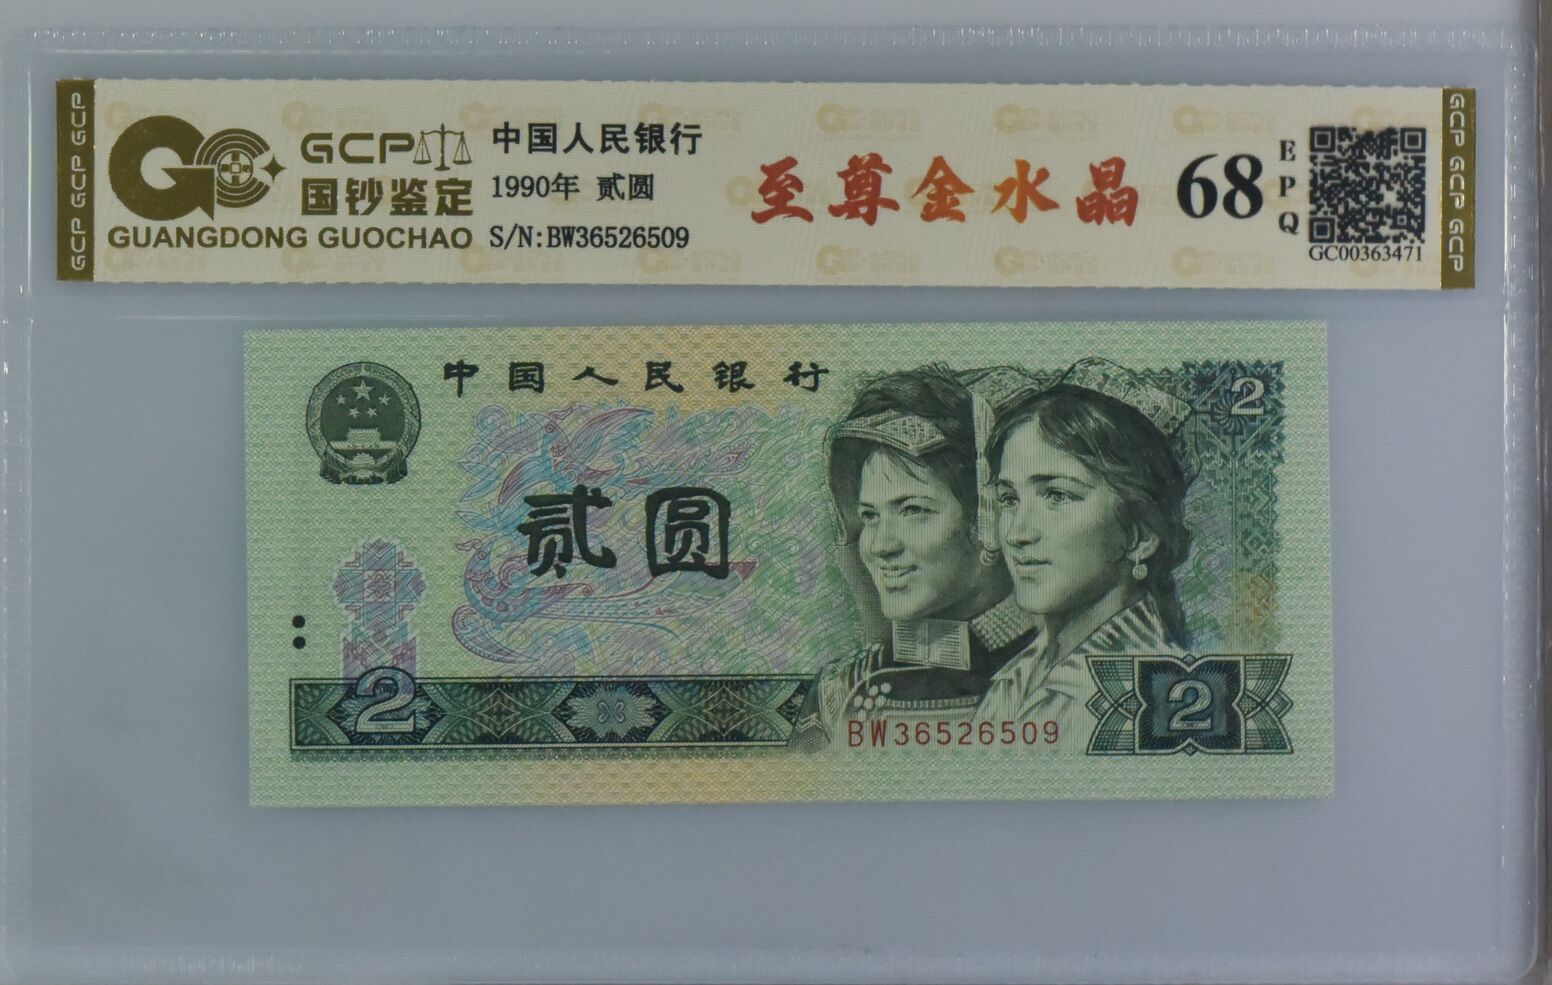 GCP GCP GCP
GCP
国钞鉴定
GUANGDONG GUOCHAO
中国人民银行
1990年 贰圆
S/N:BW36526509
至尊金水晶
68
EPQ
GC00363471
GCP GCP GCP
中国人民银行
2
贰圆
2
BW36526509
2